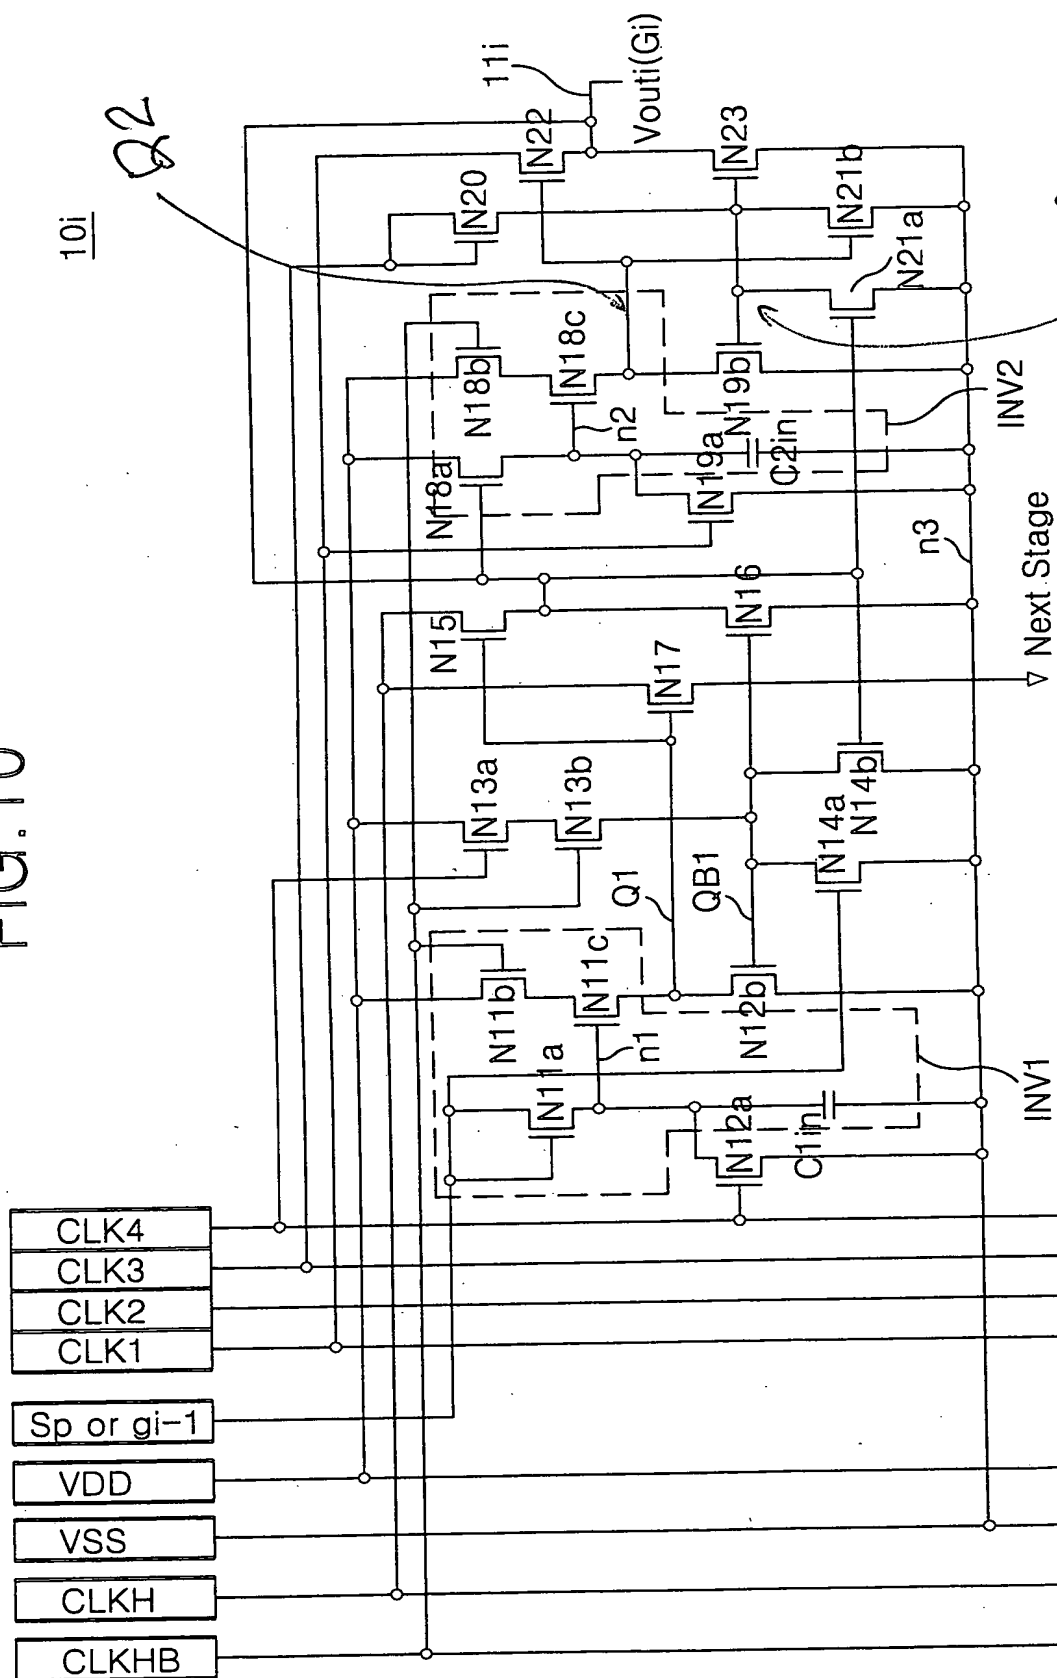 FIG. 10
10i
Q2
CLK4
CLK3
CLK2
CLK1
Sp or gi-1
VDD
VSS
CLKH
CLKHB
11i
Vouti(Gi)
N22
N20
N23
N21b
N21a
N18b
N18c
N18a
n2
N19b
N19a
C2in
INV2
N15
N16
N17
n3
Next Stage
N13a
N13b
Q1
QB1
N14a
N14b
N11b
N11c
N11a
n1
N12b
N12a
C1in
INV1